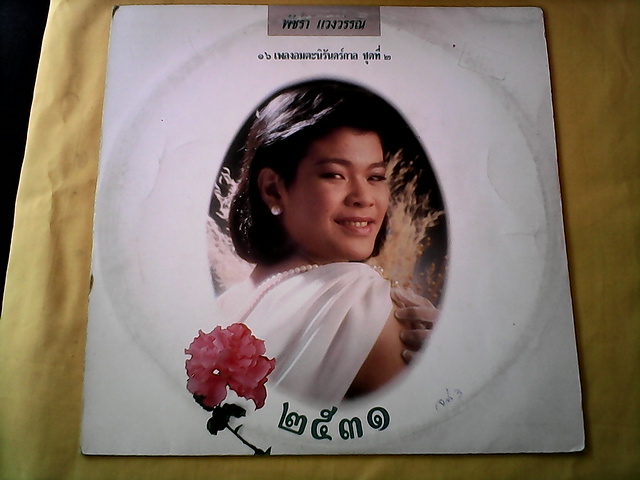 พัชรา แวงวรรณ
๑๖ เพลงอมตะนิรันดร์กาล ชุดที่ ๒
๒๕๓๑